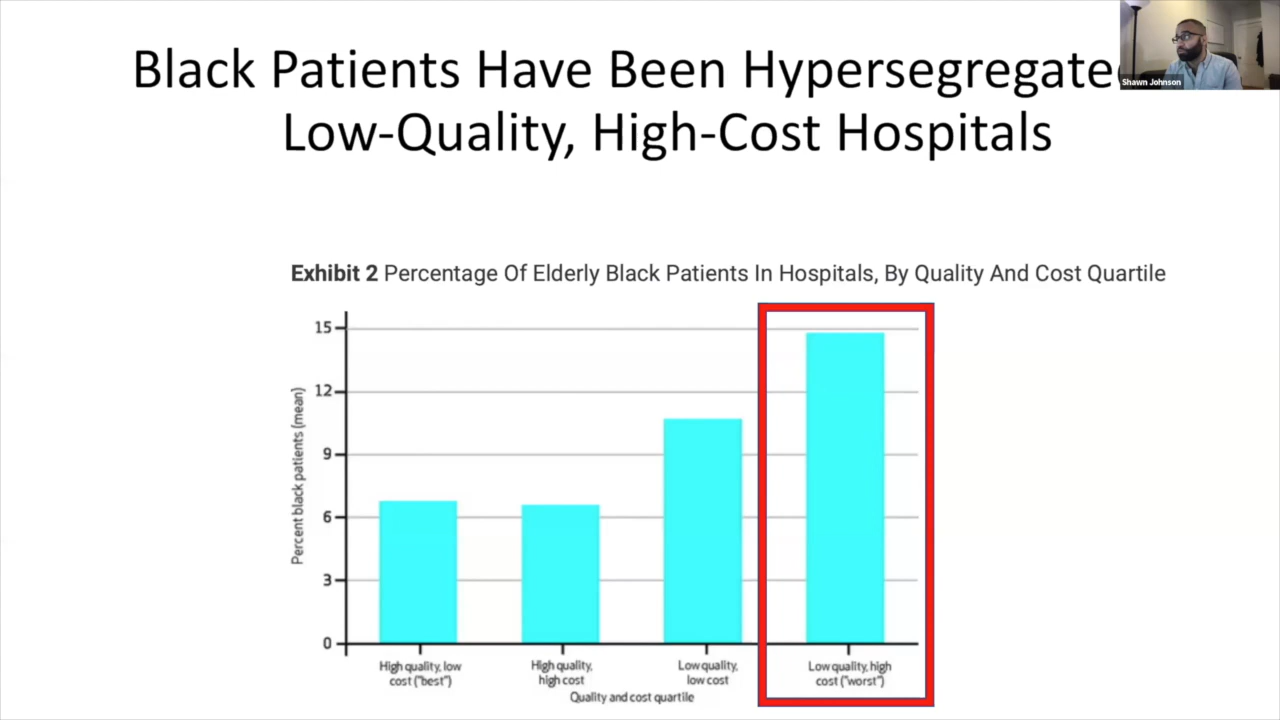 Black Patients Have Been Hypersegregate
Low-Quality, High-Cost Hospitals
Shawn Johnson
Exhibit 2 Percentage Of Elderly Black Patients In Hospitals, By Quality And Cost Quartile
Percent black patients (mean)
15
12
9
6
3
0
High quality, low
cost ("best")
High quality,
high cost
Low quality,
low cost
Low quality, high
cost ("worst")
Quality and cost quartile